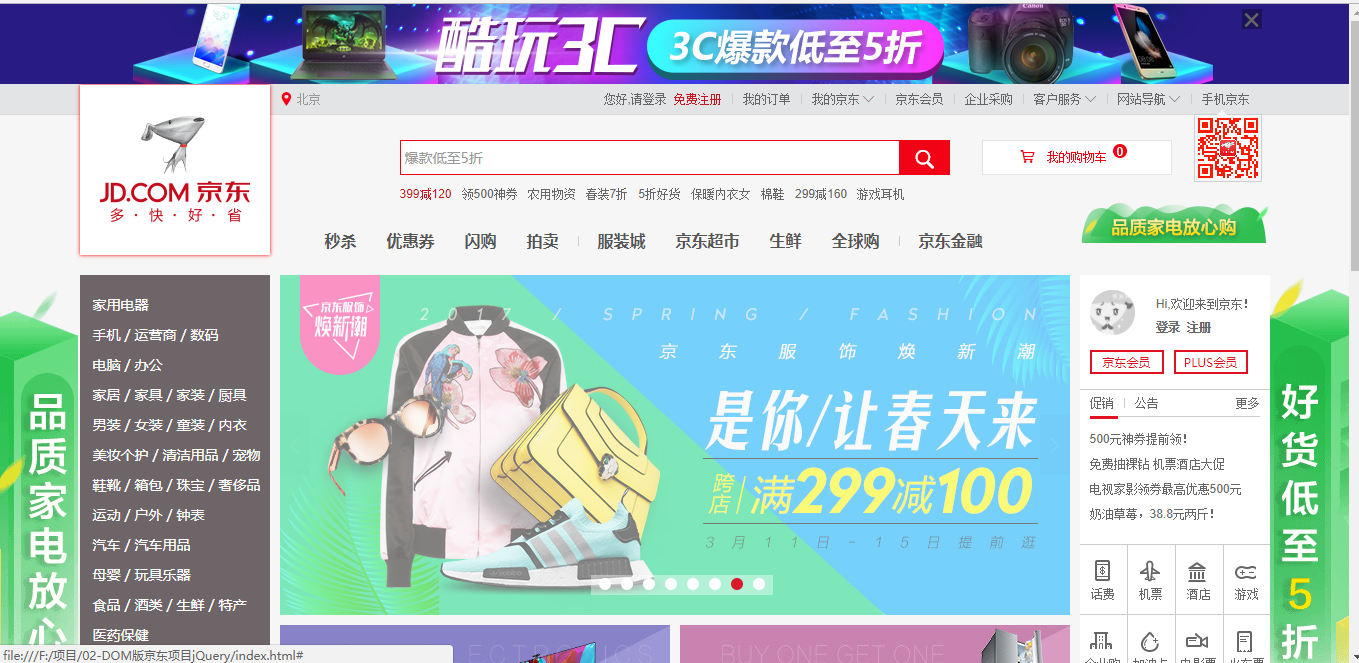 酷玩3C
3C爆款低至5折
Canon
北京
您好,请登录 免费注册 我的订单 我的京东 京东会员 企业采购 客户服务 网站导航 手机京东
JD.COM 京东
多·快·好·省
爆款低至5折
我的购物车 0
399减120 领500神券 农用物资 春装7折 5折好货 保暖内衣女 棉鞋 299减160 游戏耳机
品质家电放心购
秒杀 优惠券 闪购 拍卖 服装城 京东超市 生鲜 全球购 京东金融
家用电器
手机 / 运营商 / 数码
电脑 / 办公
家居 / 家具 / 家装 / 厨具
男装 / 女装 / 童装 / 内衣
美妆个护 / 清洁用品 / 宠物
鞋靴 / 箱包 / 珠宝 / 奢侈品
运动 / 户外 / 钟表
汽车 / 汽车用品
母婴 / 玩具乐器
食品 / 酒类 / 生鲜 / 特产
医药保健
京东服饰
焕新潮
2017 / SPRING / FASHION
京东服饰焕新潮
是你/让春天来
跨店 满299减100
3月11日-15日提前逛
Hi,欢迎来到京东!
登录 注册
京东会员 PLUS会员
促销 公告 更多
500元神券提前领!
免费抽裸钻 机票酒店大促
电视家影领券最高优惠500元
奶油草莓，38.8元两斤!
话费 机票 酒店 游戏
企业购 加油卡 电影票 火车票
品质家电放心
好货低至5折
ECTRONICS
BUY ONE GET ONE
file:///F:/项目/02-DOM版京东项目jQuery/index.html#